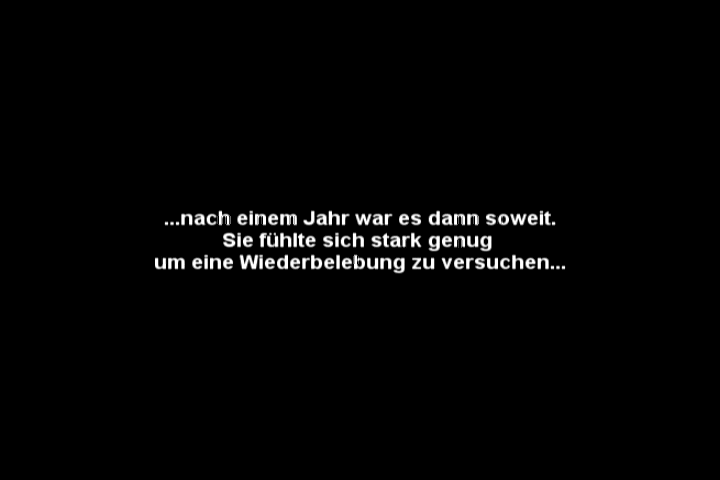 ...nach einem Jahr war es dann soweit.
Sie fühlte sich stark genug
um eine Wiederbelebung zu versuchen...